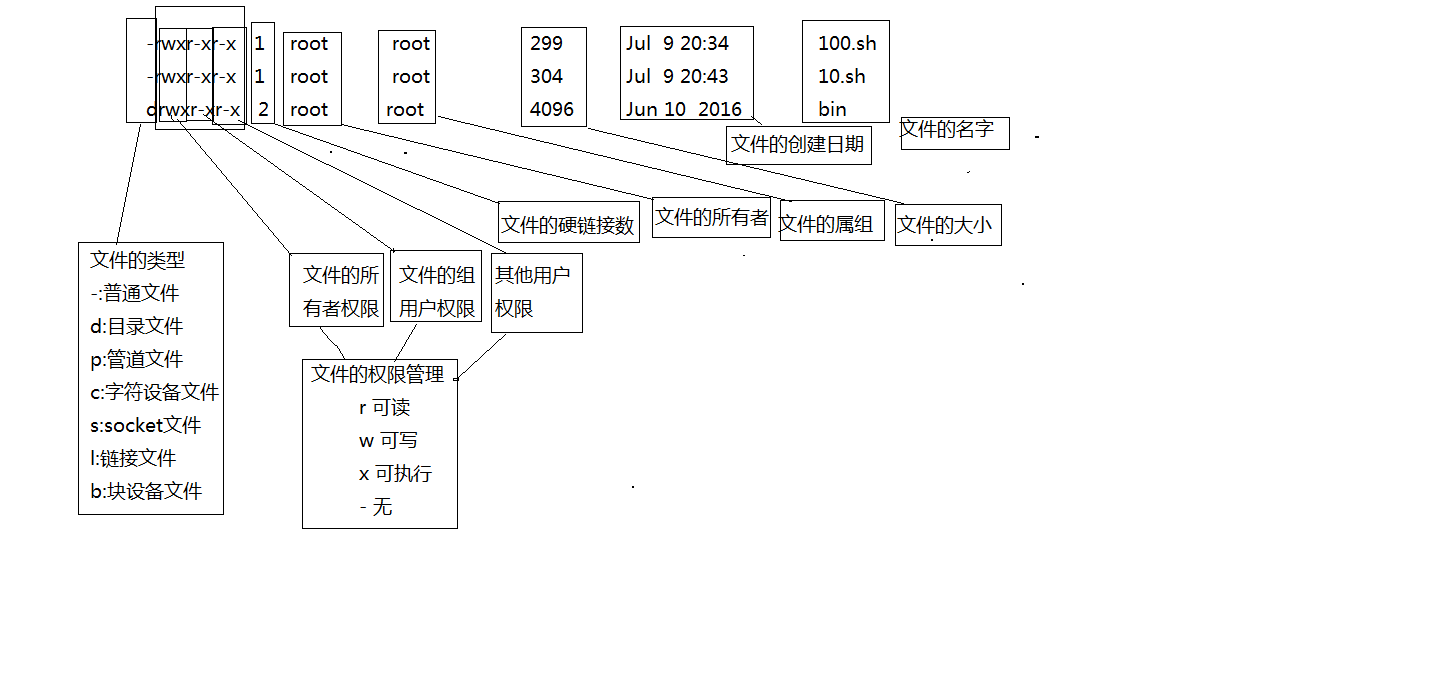 -rwxr-xr-x 1 root root 299 Jul 9 20:34 100.sh
-rwxr-xr-x 1 root root 304 Jul 9 20:43 10.sh
drwxr-xr-x 2 root root 4096 Jun 10 2016 bin
文件的创建日期
文件的名字
文件的硬链接数
文件的所有者
文件的属组
文件的大小
文件的类型
-:普通文件
d:目录文件
p:管道文件
c:字符设备文件
s:socket文件
l:链接文件
b:块设备文件
文件的所
有者权限
文件的组
用户权限
其他用户
权限
文件的权限管理
r 可读
w 可写
x 可执行
- 无